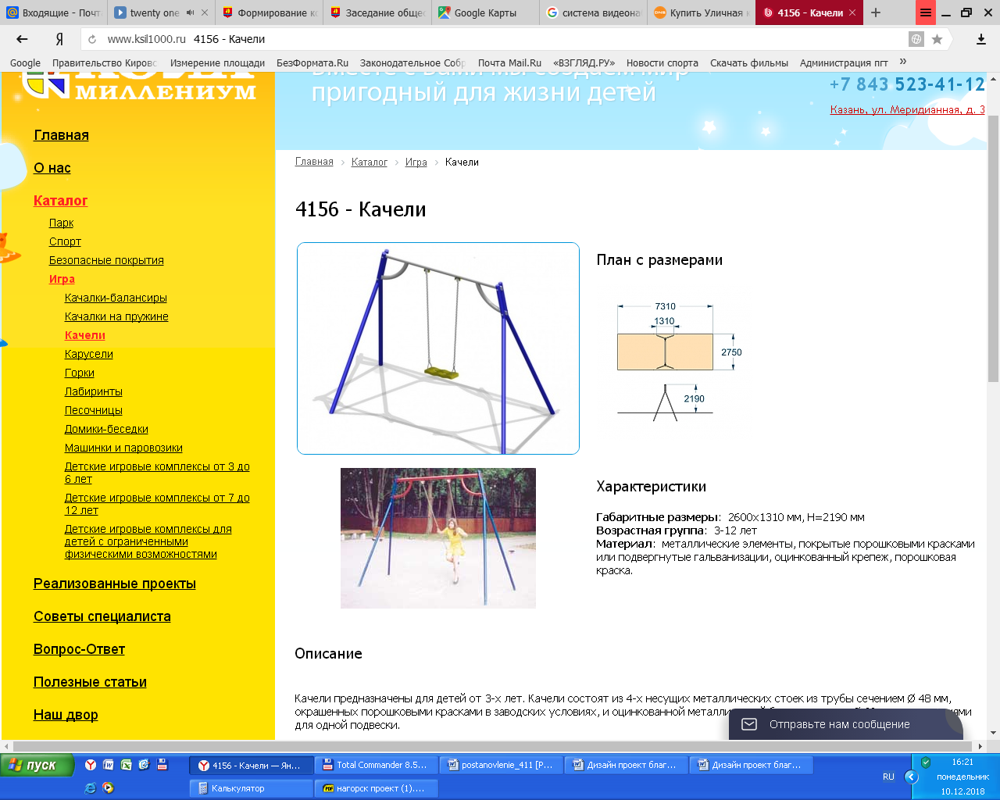 Входящие - Почт
twenty one
Формирование ко
Заседание общес
Google Карты
система видеона
Купить Уличная к
4156 - Качели
www.ksil1000.ru 4156 - Качели
Google
Правительство Кировс
Измерение площади
БезФормата.Ru
Законодательное Собр
Почта Mail.Ru
«ВЗГЛЯД.РУ»
Новости спорта
Скачать фильмы
Администрация пгт
»
МИЛЛЕНИУМ
Вместе с вами мы создаем мир
пригодный для жизни детей
+7 843 523-41-12
Казань, ул. Меридианная, д. 3
Главная
О нас
Каталог
Парк
Спорт
Безопасные покрытия
Игра
Качалки-балансиры
Качалки на пружине
Качели
Карусели
Горки
Лабиринты
Песочницы
Домики-беседки
Машинки и паровозики
Детские игровые комплексы от 3 до
6 лет
Детские игровые комплексы от 7 до
12 лет
Детские игровые комплексы для
детей с ограниченными
физическими возможностями
Реализованные проекты
Советы специалиста
Вопрос-Ответ
Полезные статьи
Наш двор
Главная > Каталог > Игра > Качели
4156 - Качели
План с размерами
7310
1310
2750
2190
Характеристики
Габаритные размеры: 2600х1310 мм, Н=2190 мм
Возрастная группа: 3-12 лет
Материал: металлические элементы, покрытые порошковыми красками
или подвергнутые гальванизации, оцинкованный крепеж, порошковая
краска.
Описание
Качели предназначены для детей от 3-х лет. Качели состоят из 4-х несущих металлических стоек из трубы сечением Ø 48 мм,
окрашенных порошковыми красками в заводских условиях, и оцинкованной металли
для одной подвески.
Отправьте нам сообщение
пуск
4156 - Качели — Ян...
Total Commander 8.5...
postanovlenie_411 [Р...
Дизайн проект благ...
Дизайн проект благ...
Калькулятор
нагорск проект (1)....
RU
16:21
понедельник
10.12.2018